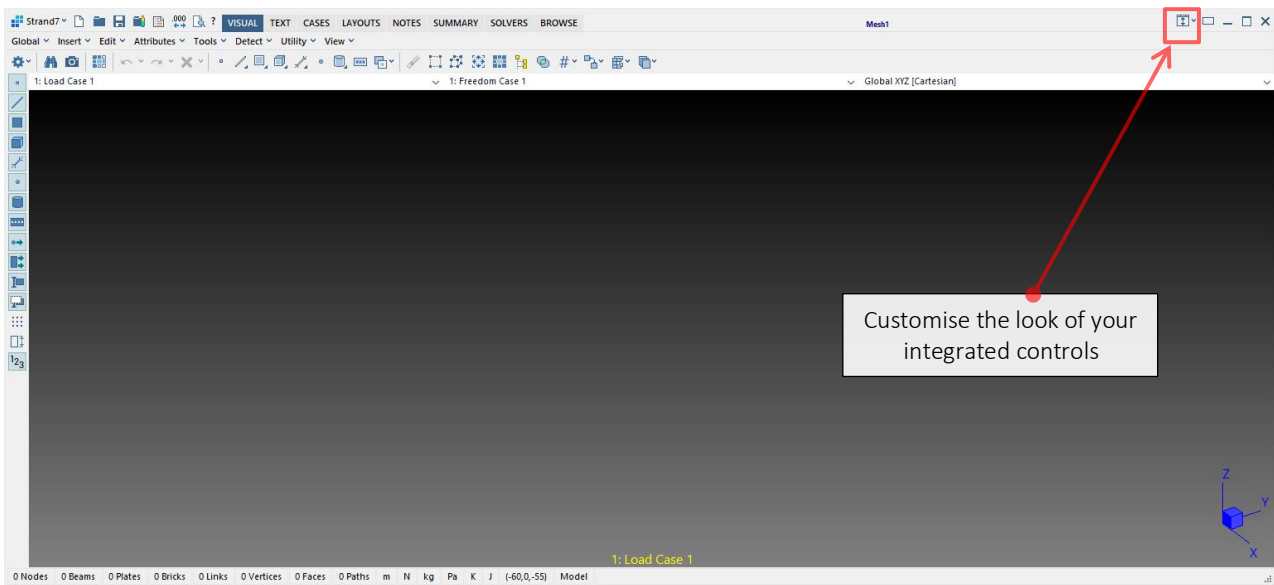 Strand7 ? VISUAL TEXT CASES LAYOUTS NOTES SUMMARY SOLVERS BROWSE Mesh1
Global Insert Edit Attributes Tools Detect Utility View
#
1: Load Case 1 1: Freedom Case 1 Global XYZ [Cartesian]
123
Customise the look of your
integrated controls
Z
Y
X
1: Load Case 1
0 Nodes 0 Beams 0 Plates 0 Bricks 0 Links 0 Vertices 0 Faces 0 Paths m N kg Pa K J (-60,0,-55) Model